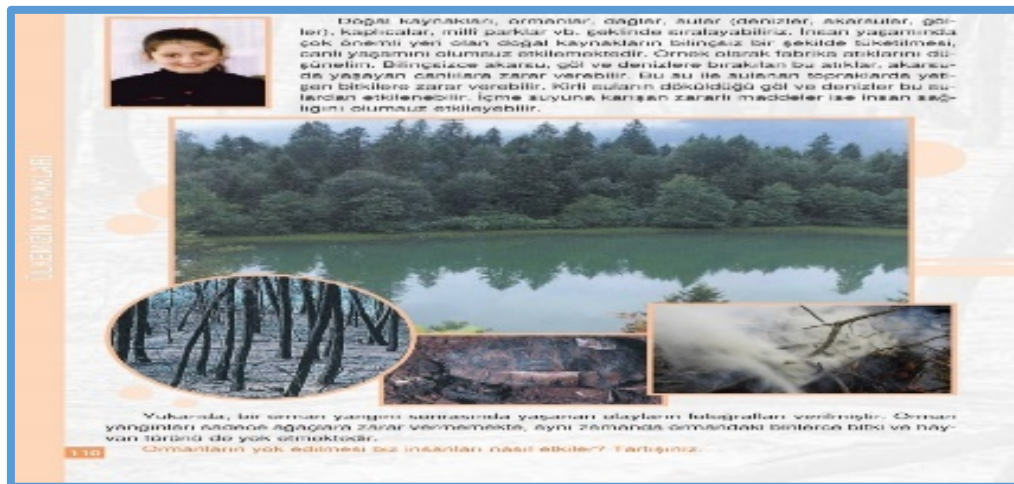 Doğal kaynakları, ormanlar, dağlar, sular (denizler, akarsular, göl-
ler), kaplıcalar, millî parklar vb. şeklinde sıralayabiliriz. İnsan yaşamında
çok önemli yeri olan doğal kaynakların bilinçsiz bir şekilde tüketilmesi,
canlı yaşamını olumsuz etkilemektedir. Örnek olarak fabrika atıklarını dü-
şünelim. Bilinçsizce akarsu, göl ve denizlere bırakılan bu atıklar, akarsu-
da yaşayan canlılara zarar verebilir. Bu su ile sulanan topraklarda yeti-
şen bitkilere zarar verebilir. Kirli suların döküldüğü göl ve denizler bu su-
lardan etkilenebilir. İçme suyuna karışan zararlı maddeler ise insan sağ-
lığını olumsuz etkileyebilir.
ÜLKEMİZİN KAYNAKLARI
Yukarıda, bir orman yangını sonrasında yaşanan olayların fotoğrafları verilmiştir. Orman
yangınları sadece ağaçlara zarar vermemekte, aynı zamanda ormandaki binlerce bitki ve hay-
van türünü de yok etmektedir.
110
Ormanların yok edilmesi biz insanları nasıl etkiler? Tartışınız.